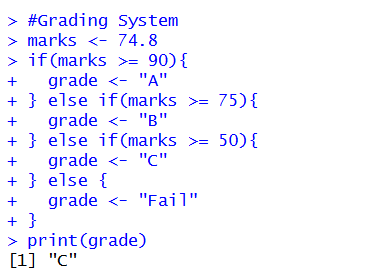 > #Grading System
> marks <- 74.8
> if(marks >= 90){
+   grade <- "A"
+ } else if(marks >= 75){
+   grade <- "B"
+ } else if(marks >= 50){
+   grade <- "C"
+ } else {
+   grade <- "Fail"
+ }
> print(grade)
[1] "C"